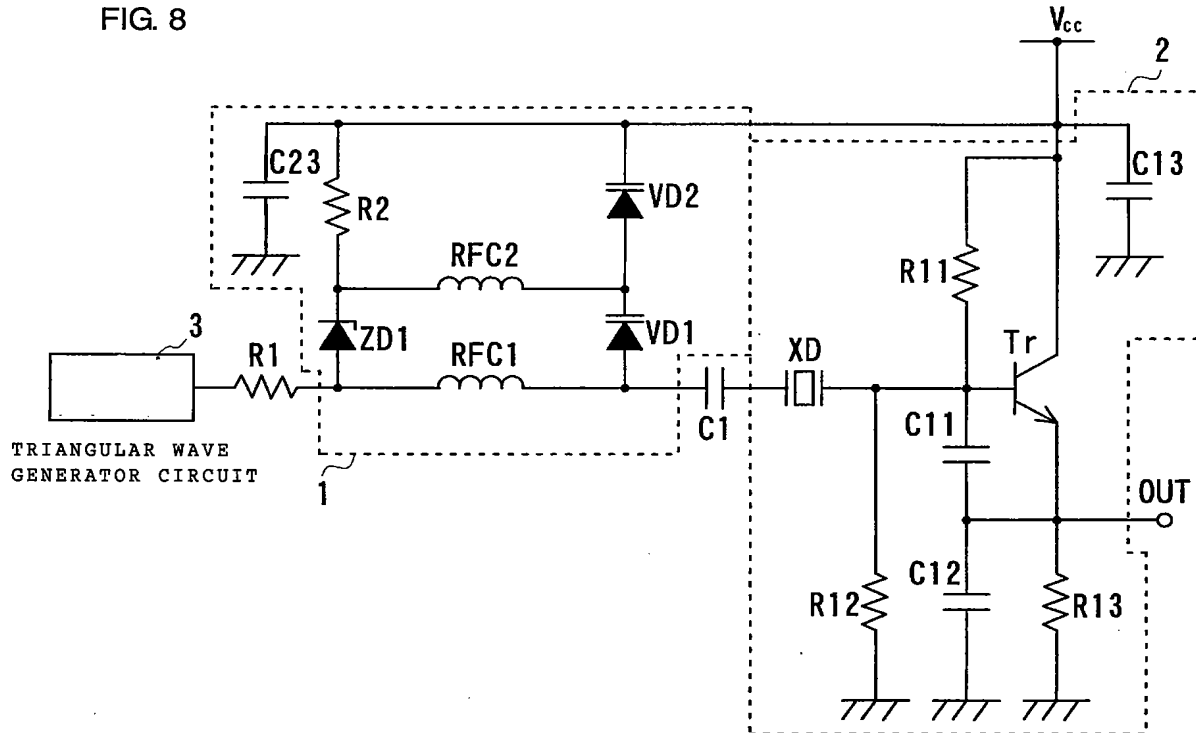 FIG. 8
Vcc
2
C23
R2
VD2
C13
RFC2
R11
3
ZD1
VD1
R1
RFC1
XD
Tr
C1
C11
TRIANGULAR WAVE
GENERATOR CIRCUIT
1
OUT
C12
R12
R13